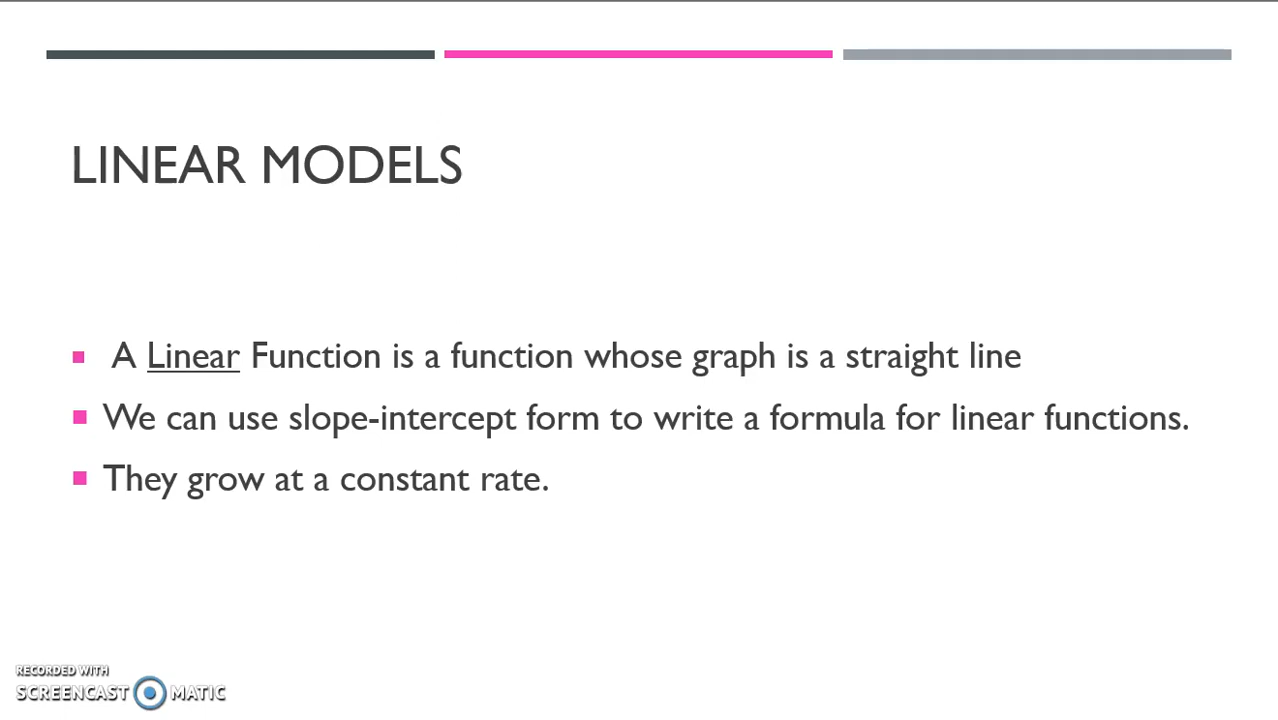 LINEAR MODELS
A Linear Function is a function whose graph is a straight line
We can use slope-intercept form to write a formula for linear functions.
They grow at a constant rate.
RECORDED WITH
SCREENCAST MATIC